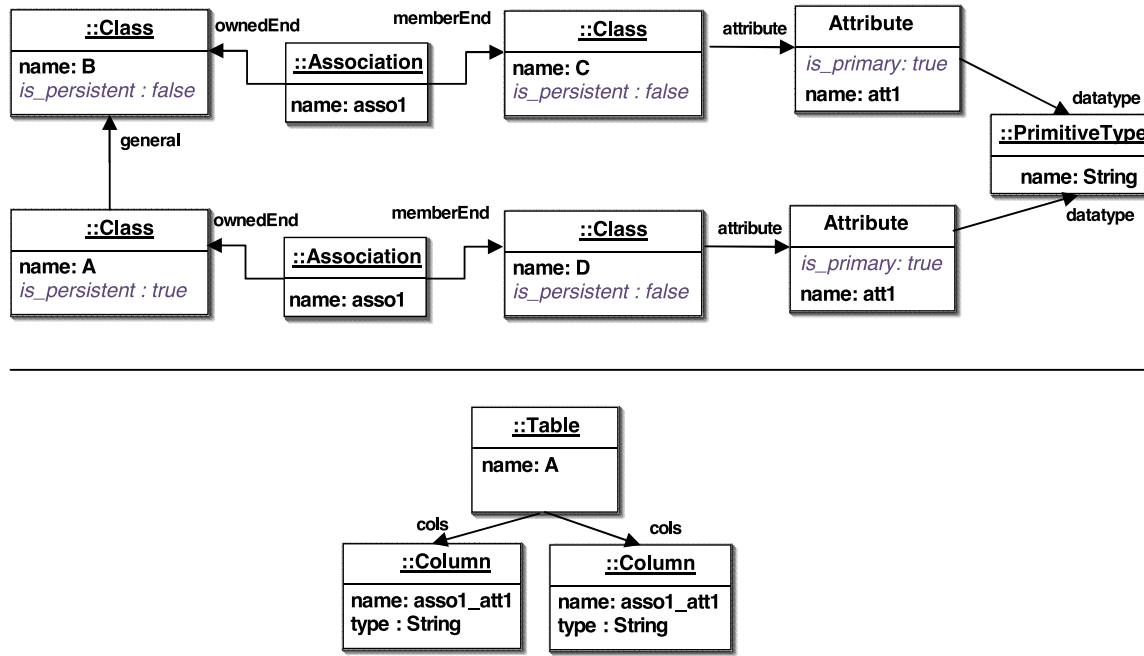 ::Class
name: B
is_persistent : false
ownedEnd
::Association
name: asso1
memberEnd
::Class
name: C
is_persistent : false
attribute
Attribute
is_primary: true
name: att1
datatype
::PrimitiveType
name: String
general
::Class
name: A
is_persistent : true
ownedEnd
::Association
name: asso1
memberEnd
::Class
name: D
is_persistent : false
attribute
Attribute
is_primary: true
name: att1
datatype
::Table
name: A
cols
cols
::Column
name: asso1_att1
type : String
::Column
name: asso1_att1
type : String